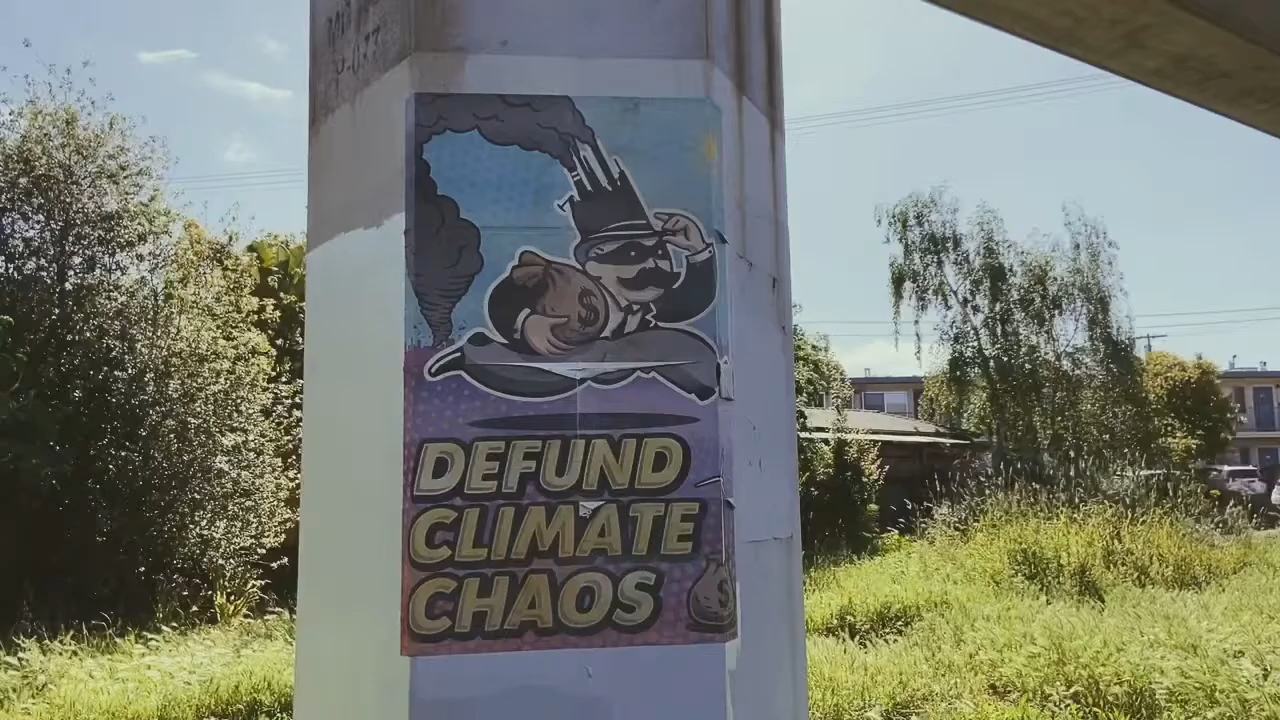 DEFUND
CLIMATE
CHAOS
$
$